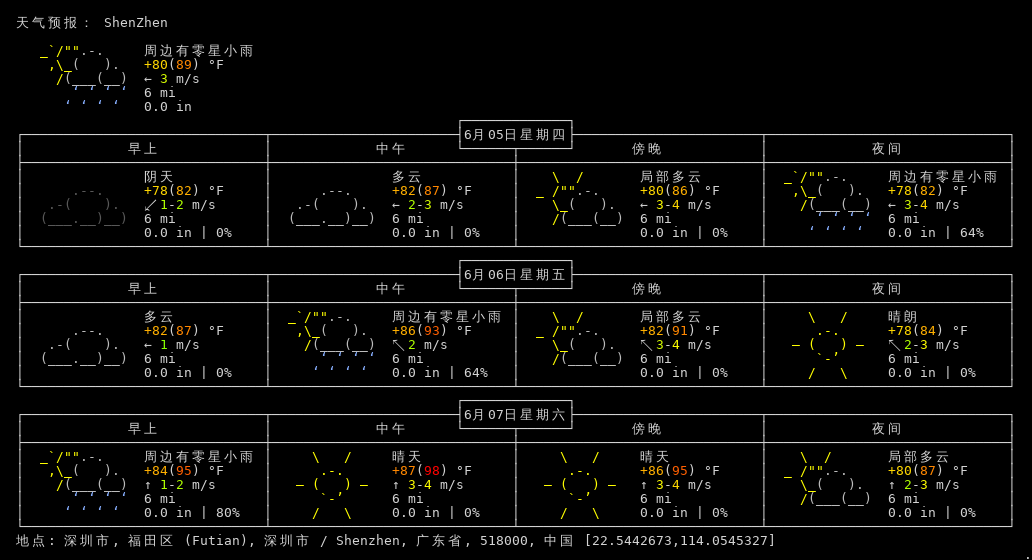 天气预报： ShenZhen
周边有零星小雨
+80(89) °F
← 3 m/s
6 mi
0.0 in
6月05日星期四
早上 中午 傍晚 夜间
阴天 多云 局部多云 周边有零星小雨
+78(82) °F +82(87) °F +80(86) °F +78(82) °F
↙ 1-2 m/s ← 2-3 m/s ← 3-4 m/s ← 3-4 m/s
6 mi 6 mi 6 mi 6 mi
0.0 in | 0% 0.0 in | 0% 0.0 in | 0% 0.0 in | 64%
6月06日星期五
早上 中午 傍晚 夜间
多云 周边有零星小雨 局部多云 晴朗
+82(87) °F +86(93) °F +82(91) °F +78(84) °F
← 1 m/s ↖ 2 m/s ↖ 3-4 m/s ↖ 2-3 m/s
6 mi 6 mi 6 mi 6 mi
0.0 in | 0% 0.0 in | 64% 0.0 in | 0% 0.0 in | 0%
6月07日星期六
早上 中午 傍晚 夜间
周边有零星小雨 晴天 晴天 局部多云
+84(95) °F +87(98) °F +86(95) °F +80(87) °F
↑ 1-2 m/s ↑ 3-4 m/s ↑ 3-4 m/s ↑ 2-3 m/s
6 mi 6 mi 6 mi 6 mi
0.0 in | 80% 0.0 in | 0% 0.0 in | 0% 0.0 in | 0%
地点: 深圳市, 福田区 (Futian), 深圳市 / Shenzhen, 广东省, 518000, 中国 [22.5442673,114.0545327]